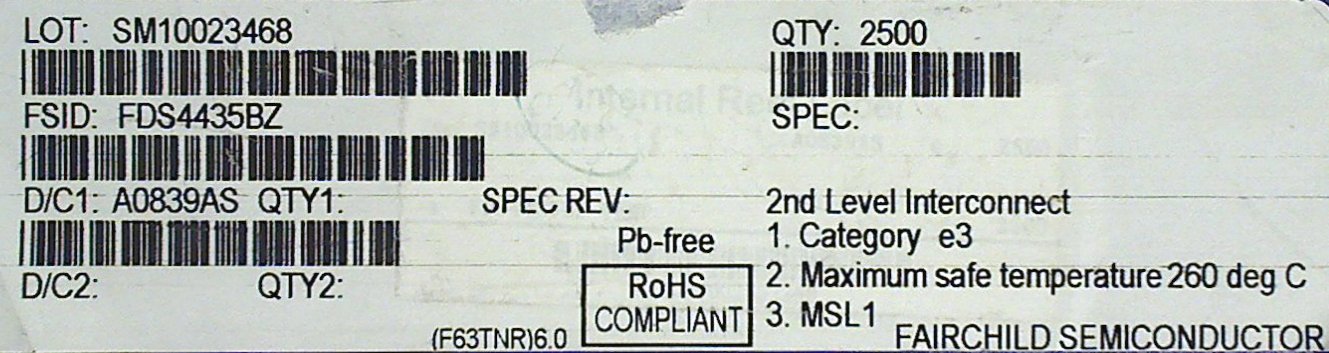 LOT: SM10023468
QTY: 2500
FSID: FDS4435BZ
SPEC:
D/C1: A0839AS QTY1: SPEC REV:
2nd Level Interconnect
Pb-free
1. Category e3
D/C2: QTY2:
RoHS
COMPLIANT
2. Maximum safe temperature 260 deg C
3. MSL1
(F63TNR)6.0
FAIRCHILD SEMICONDUCTOR